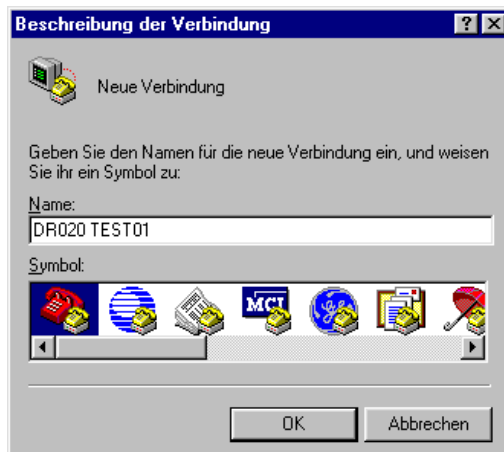 Beschreibung der Verbindung
Neue Verbindung
Geben Sie den Namen für die neue Verbindung ein, und weisen
Sie ihr ein Symbol zu:
Name:
DR020 TEST01
Symbol:
MCI
OK
Abbrechen